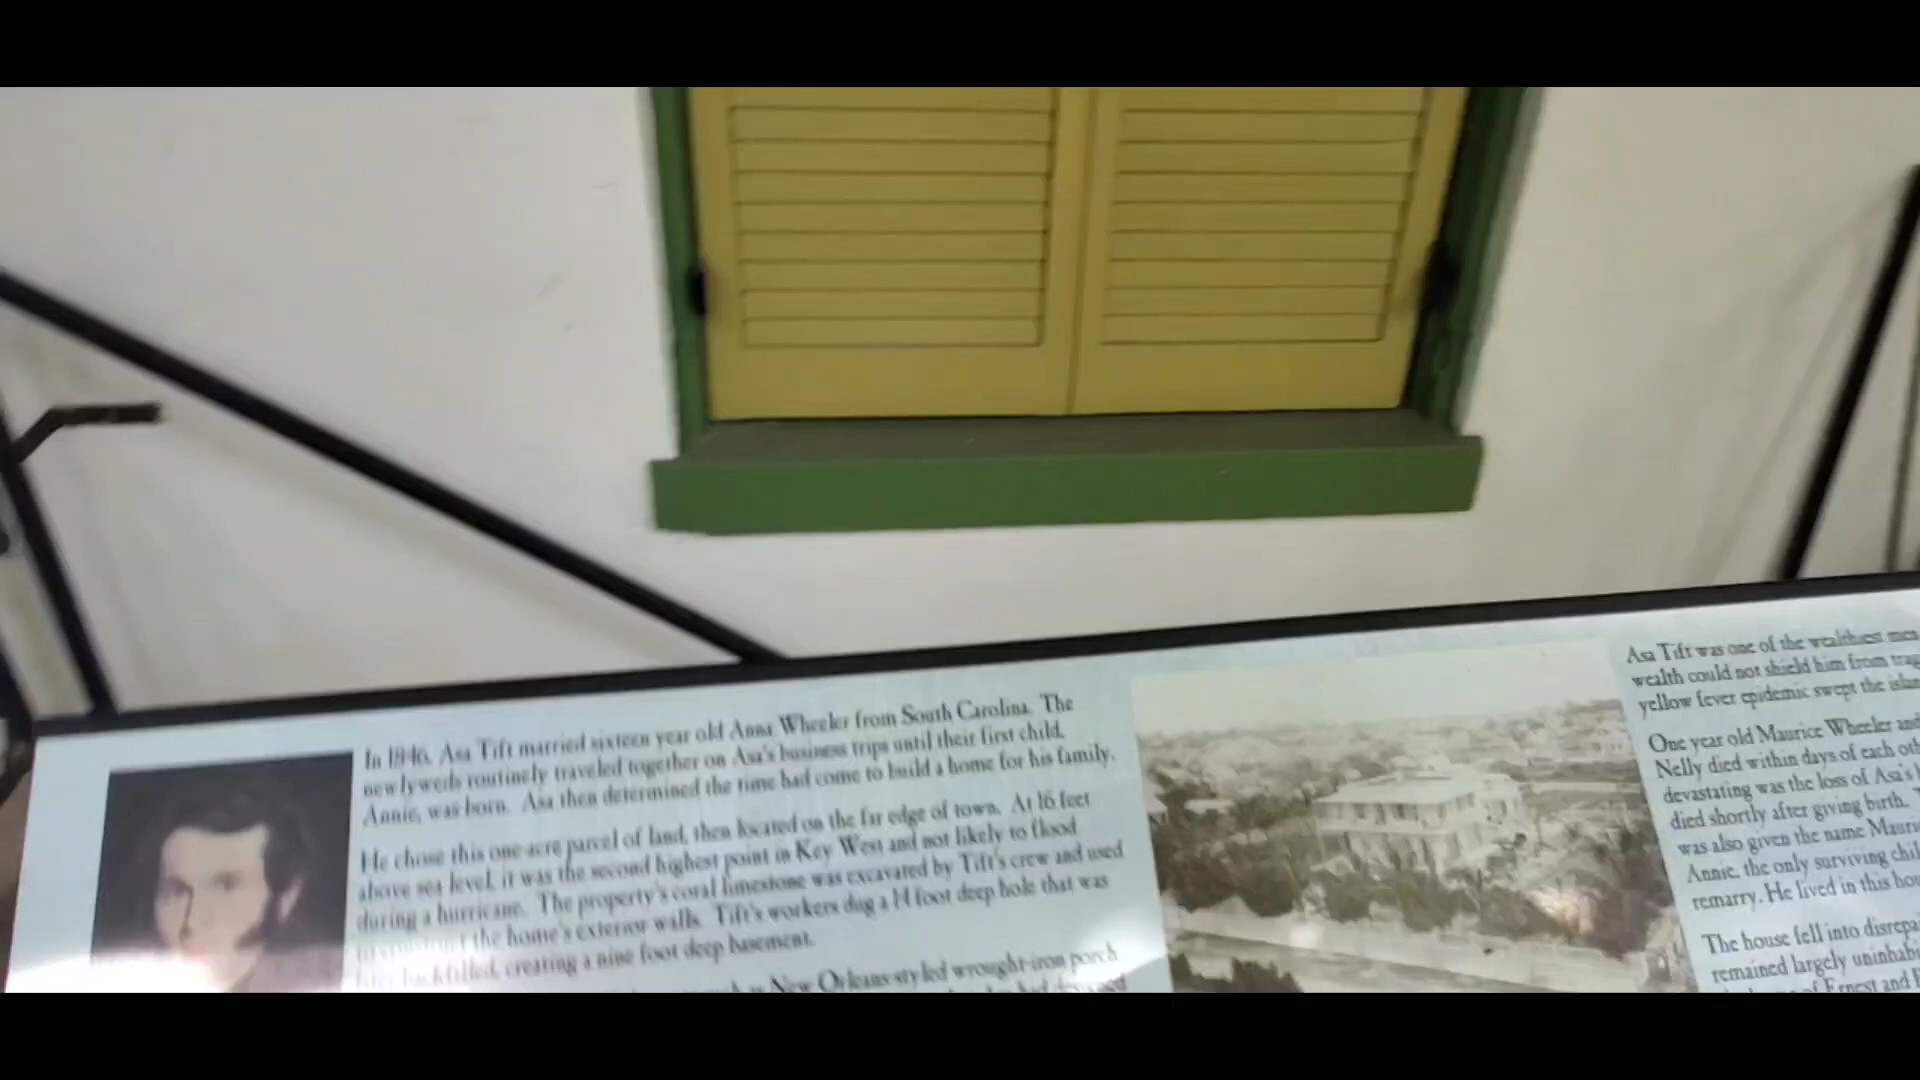 In 1846, Asa Tift married sixteen year old Anna Wheeler from South Carolina. The
newlyweds routinely traveled together on Asa's business trips until their first child,
Annie, was born. Asa then determined the time had come to build a home for his family.
He chose this one-acre parcel of land, then located on the far edge of town. At 16 feet
above sea level, it was the second highest point in Key West and not likely to flood
during a hurricane. The property's coral limestone was excavated by Tift's crew and used
the home's exterior walls. Tift's workers dug a 14 foot deep hole that was
backfilled, creating a nine foot deep basement.
New Orleans-styled wrought-iron porch
Asa Tift was one of the wealthiest men
wealth could not shield him from
yellow fever epidemic swept the
One year old Maurice Wheeler and
Nelly died within days of each
devastating was the loss of Asa's
died shortly after giving birth.
was also given the name
Annie, the only surviving
remarry. He lived in this
The house fell into
remained largely
of Ernest and